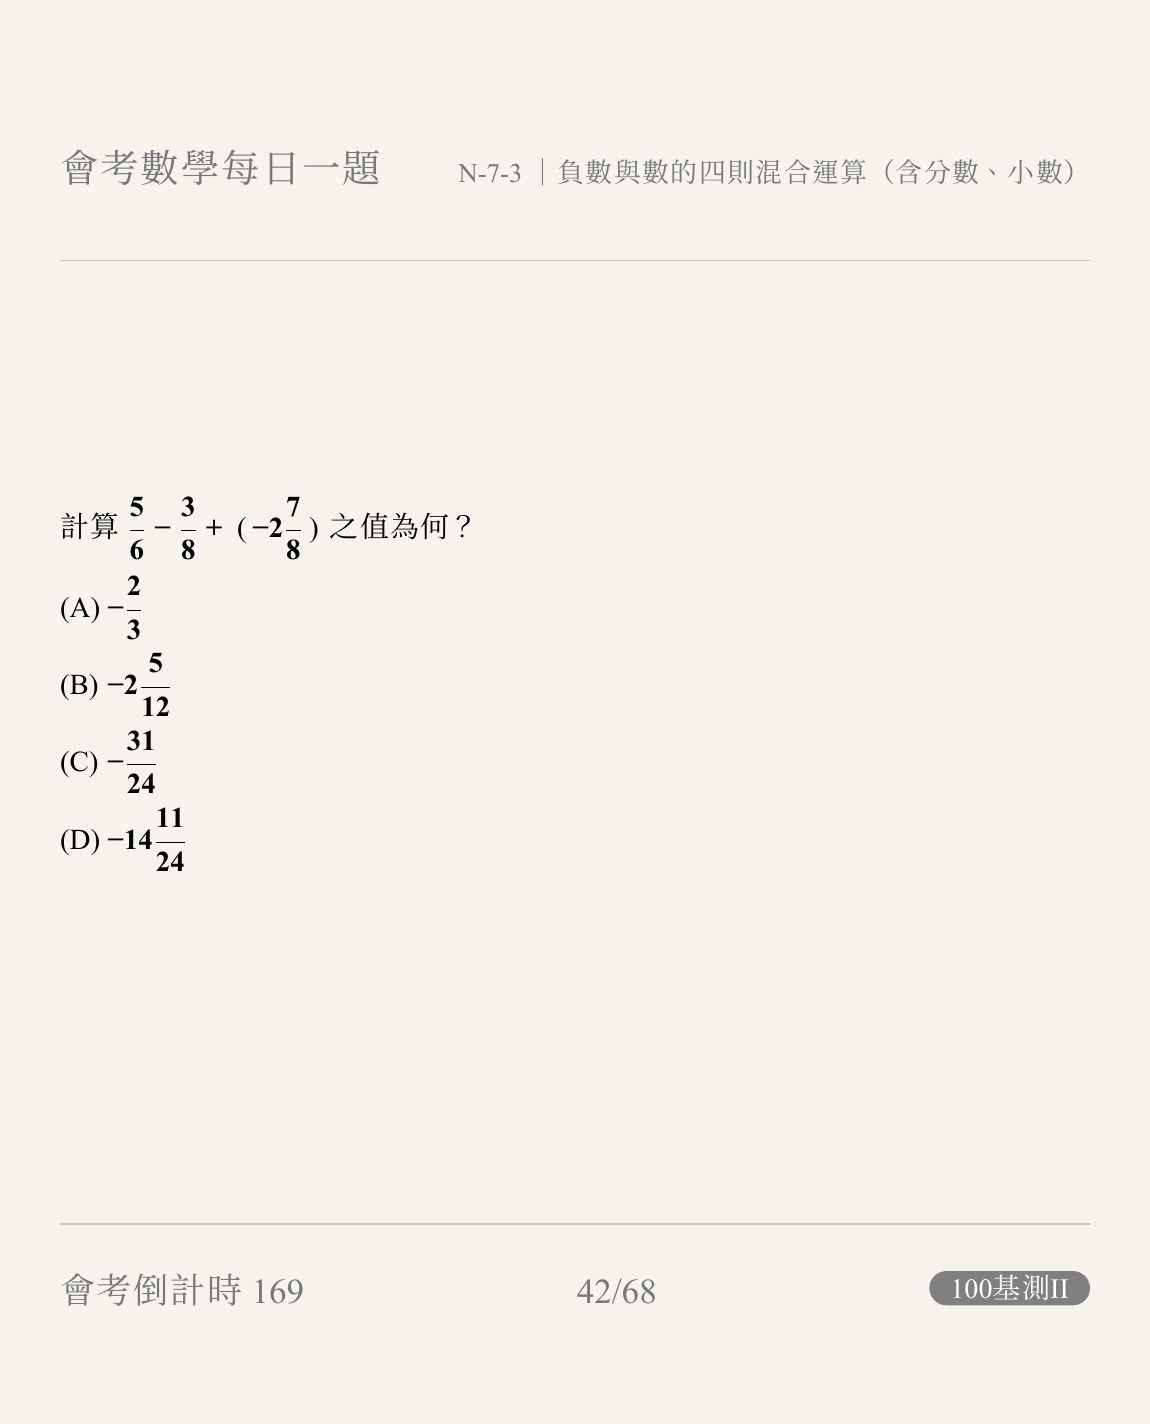 會考數學每日一題
N-7-3｜負數與數的四則混合運算（含分數、小數）
計算 5/6 − 3/8 + (−2 7/8) 之值為何？
(A) −2/3
(B) −2 5/12
(C) −31/24
(D) −14 11/24
會考倒計時 169
42/68
100基測II